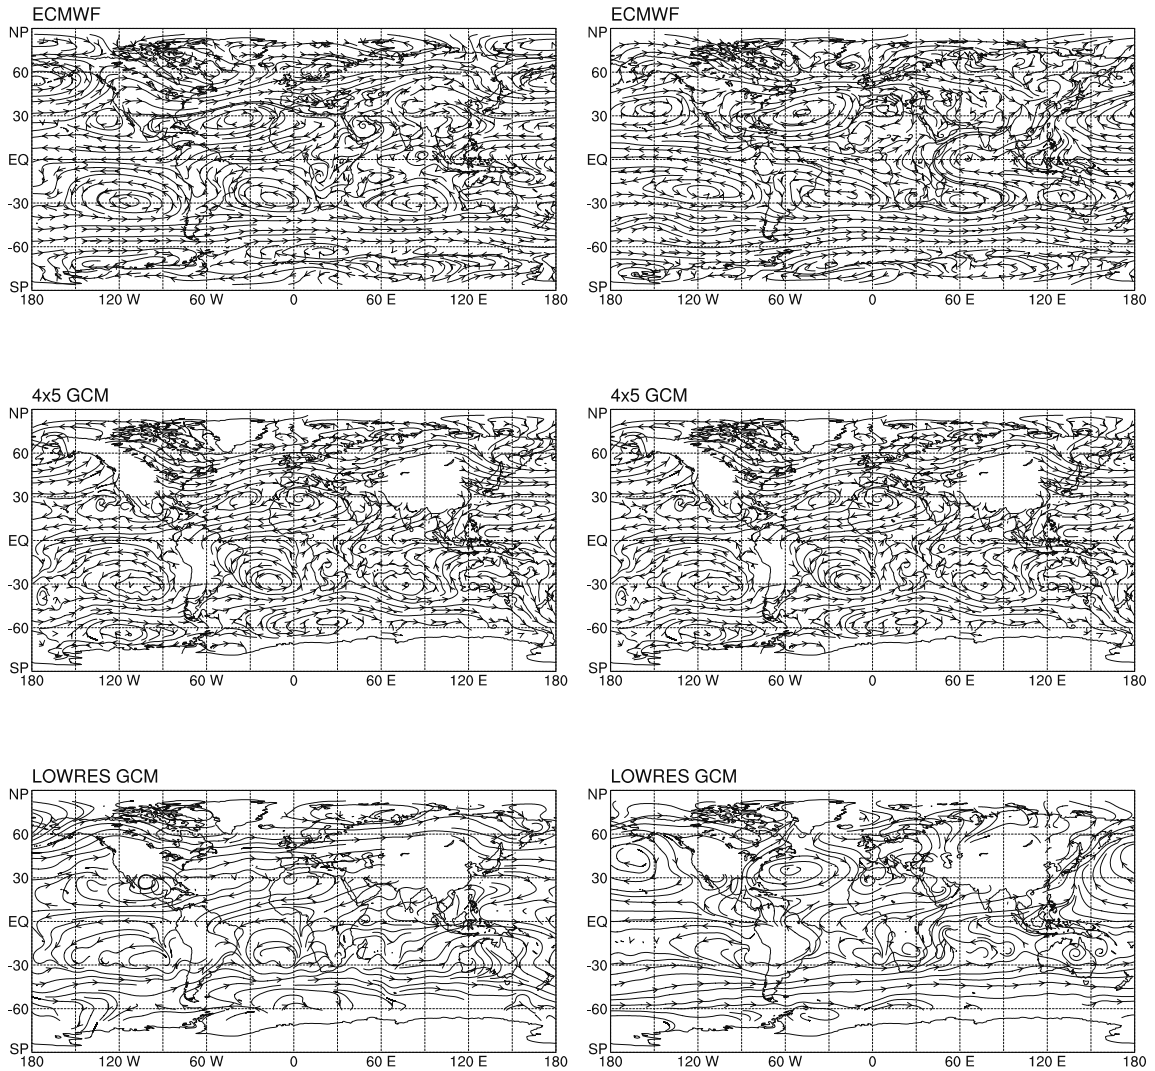 ECMWF ECMWF
NP NP
60 60
30 30
EQ EQ
-30 -30
-60 -60
SP SP
180 120 W 60 W 0 60 E 120 E 180 180 120 W 60 W 0 60 E 120 E 180
4x5 GCM 4x5 GCM
NP NP
60 60
30 30
EQ EQ
-30 -30
-60 -60
SP SP
180 120 W 60 W 0 60 E 120 E 180 180 120 W 60 W 0 60 E 120 E 180
LOWRES GCM LOWRES GCM
NP NP
60 60
30 30
EQ EQ
-30 -30
-60 -60
SP SP
180 120 W 60 W 0 60 E 120 E 180 180 120 W 60 W 0 60 E 120 E 180